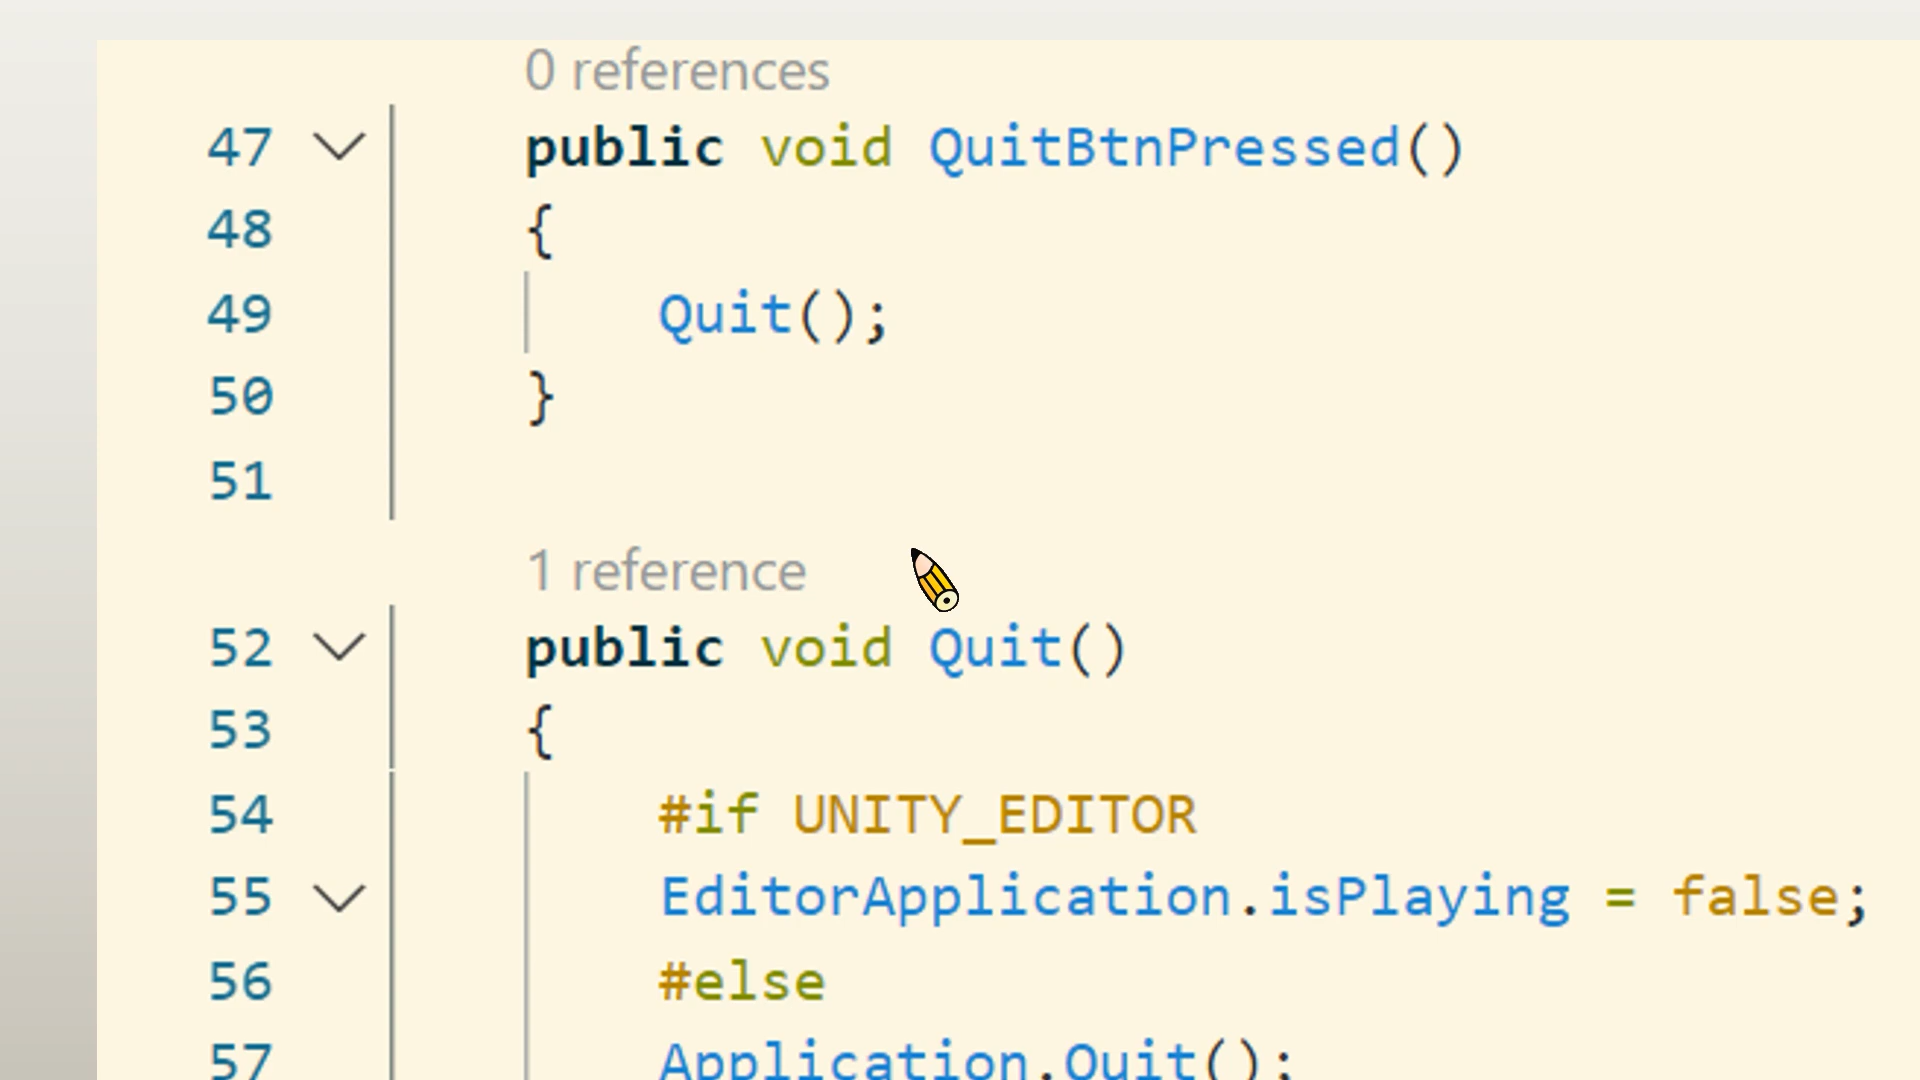 0 references
47 public void QuitBtnPressed()
48 {
49 Quit();
50 }
51
1 reference
52 public void Quit()
53 {
54 #if UNITY_EDITOR
55 EditorApplication.isPlaying = false;
56 #else
57 Application.Quit();